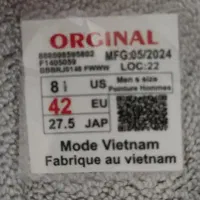 ORGINAL
MFG:05/2024
F1405059
LOC:22
8½ US
Men s size
Pointure Hommes
42 EU
27.5 JAP
Mode Vietnam
Fabrique au vietnam